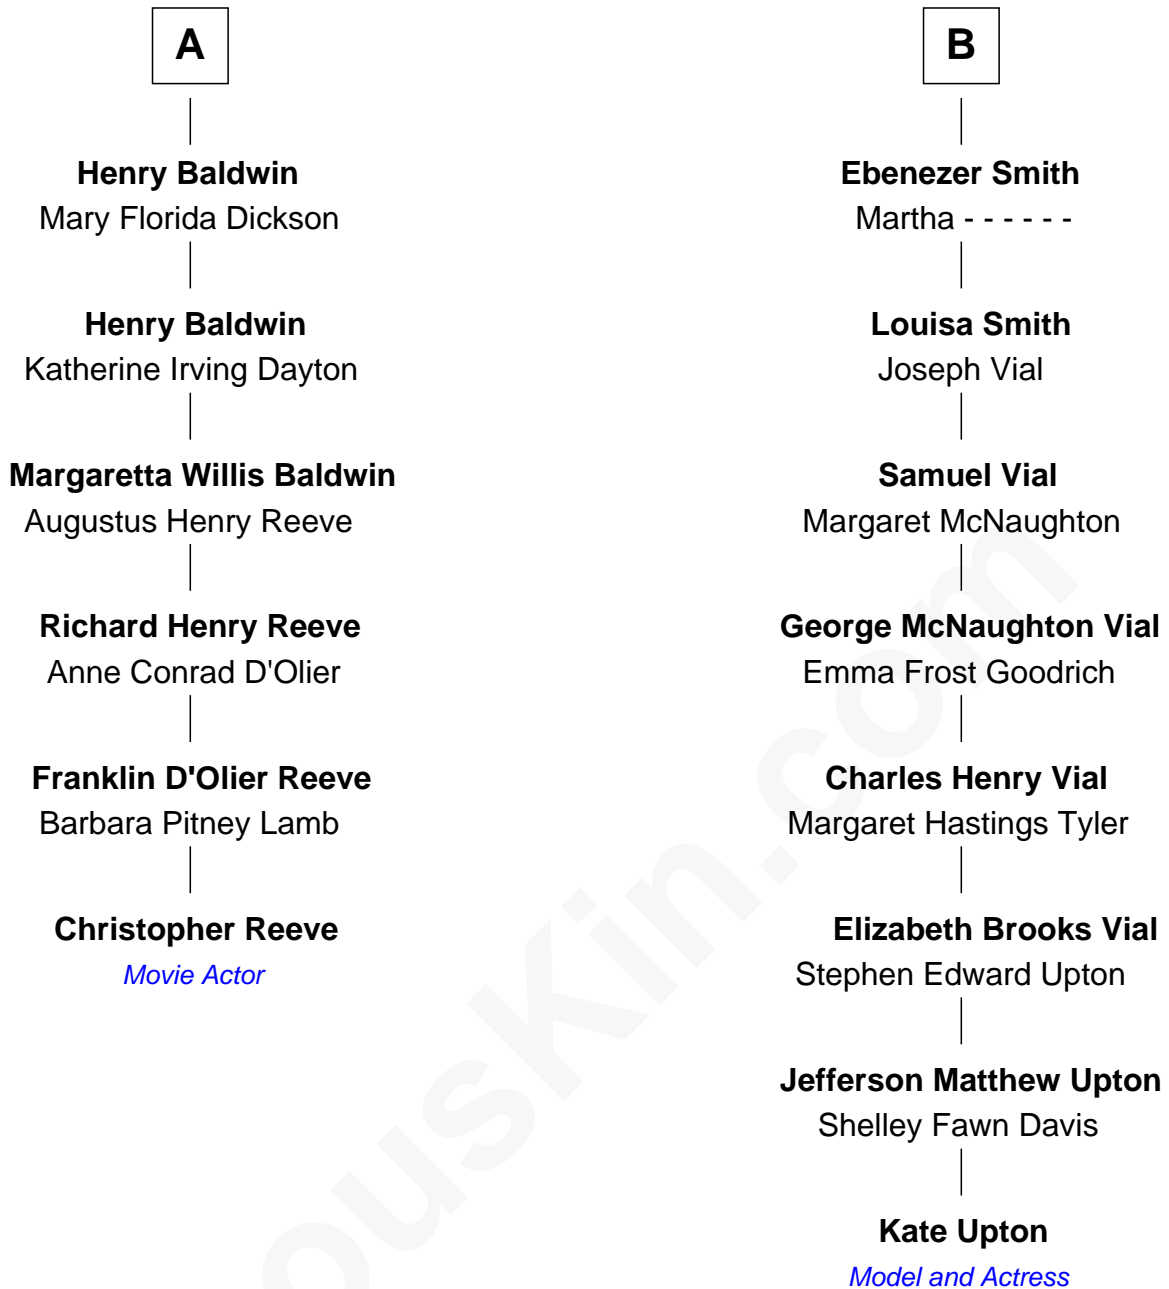 A
Henry Baldwin
Mary Florida Dickson
Henry Baldwin
Katherine Irving Dayton
Margaretta Willis Baldwin
Augustus Henry Reeve
Richard Henry Reeve
Anne Conrad D'Olier
Franklin D'Olier Reeve
Barbara Pitney Lamb
Christopher Reeve
Movie Actor
B
Ebenezer Smith
Martha - - - - - -
Louisa Smith
Joseph Vial
Samuel Vial
Margaret McNaughton
George McNaughton Vial
Emma Frost Goodrich
Charles Henry Vial
Margaret Hastings Tyler
Elizabeth Brooks Vial
Stephen Edward Upton
Jefferson Matthew Upton
Shelley Fawn Davis
Kate Upton
Model and Actress
ousKin.com